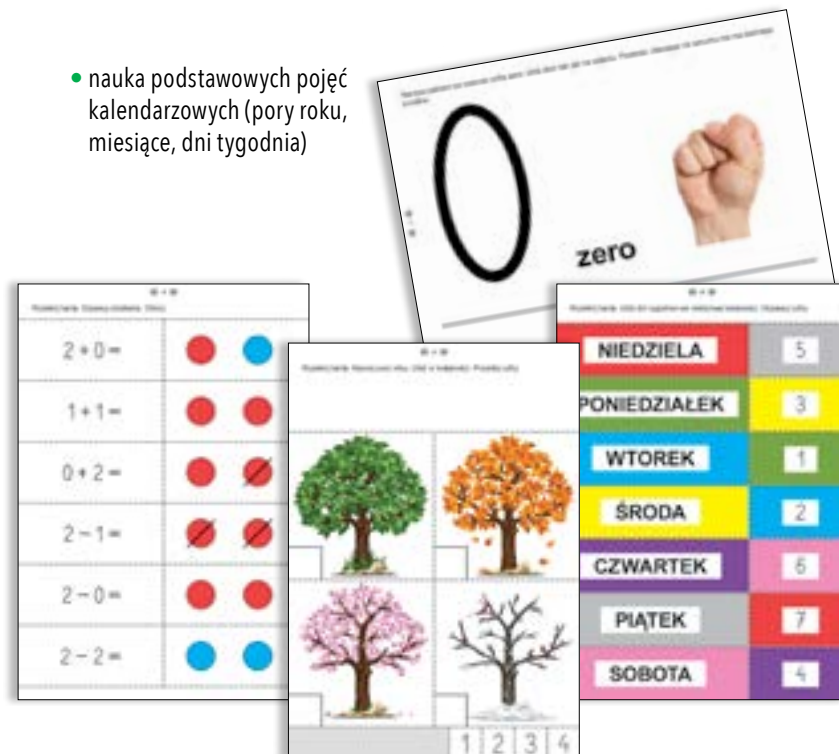 • nauka podstawowych pojęć
kalendarzowych (pory roku,
miesiące, dni tygodnia)
0
zero
2 + 0 =
1 + 1 =
0 + 2 =
2 − 1 =
2 − 0 =
2 − 2 =
1 2 3 4
NIEDZIELA 5
PONIEDZIAŁEK 3
WTOREK 1
ŚRODA 2
CZWARTEK 6
PIĄTEK 7
SOBOTA 4